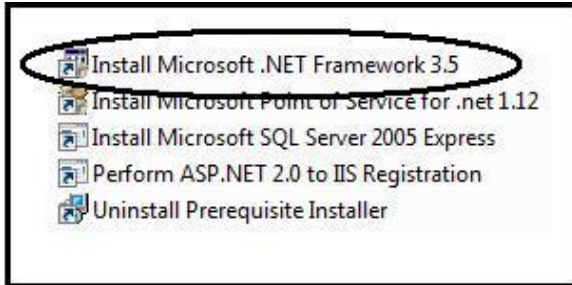 Install Microsoft .NET Framework 3.5
Install Microsoft Point of Service for .net 1.12
Install Microsoft SQL Server 2005 Express
Perform ASP.NET 2.0 to IIS Registration
Uninstall Prerequisite Installer